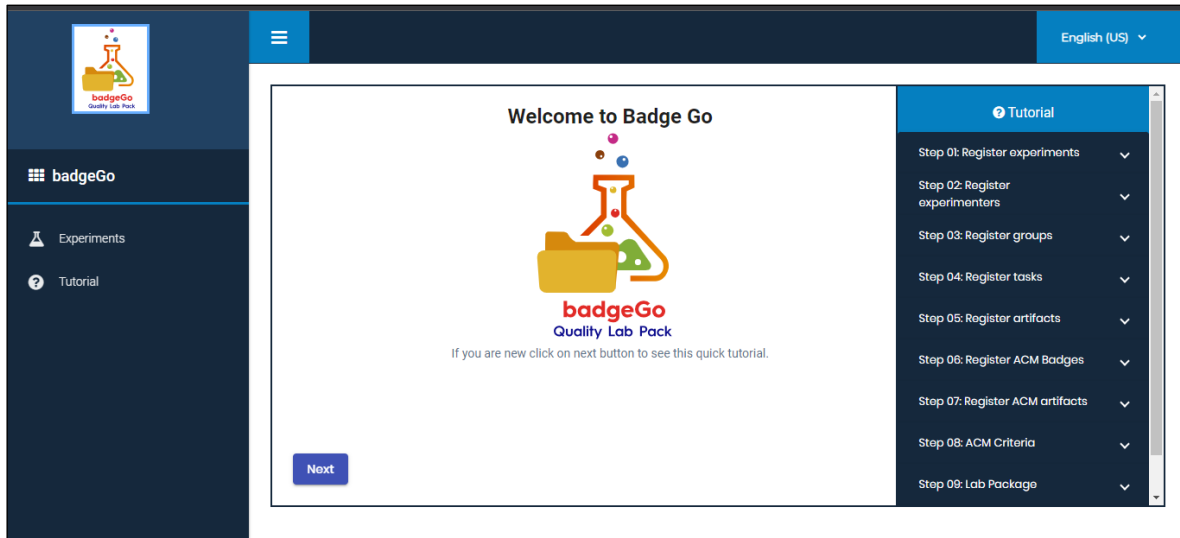 badgeGo
Quality Lab Pack
badgeGo
Experiments
Tutorial
English (US)
Welcome to Badge Go
badgeGo
Quality Lab Pack
If you are new click on next button to see this quick tutorial.
Next
Tutorial
Step 01: Register experiments
Step 02: Register
experimenters
Step 03: Register groups
Step 04: Register tasks
Step 05: Register artifacts
Step 06: Register ACM Badges
Step 07: Register ACM artifacts
Step 08: ACM Criteria
Step 09: Lab Package